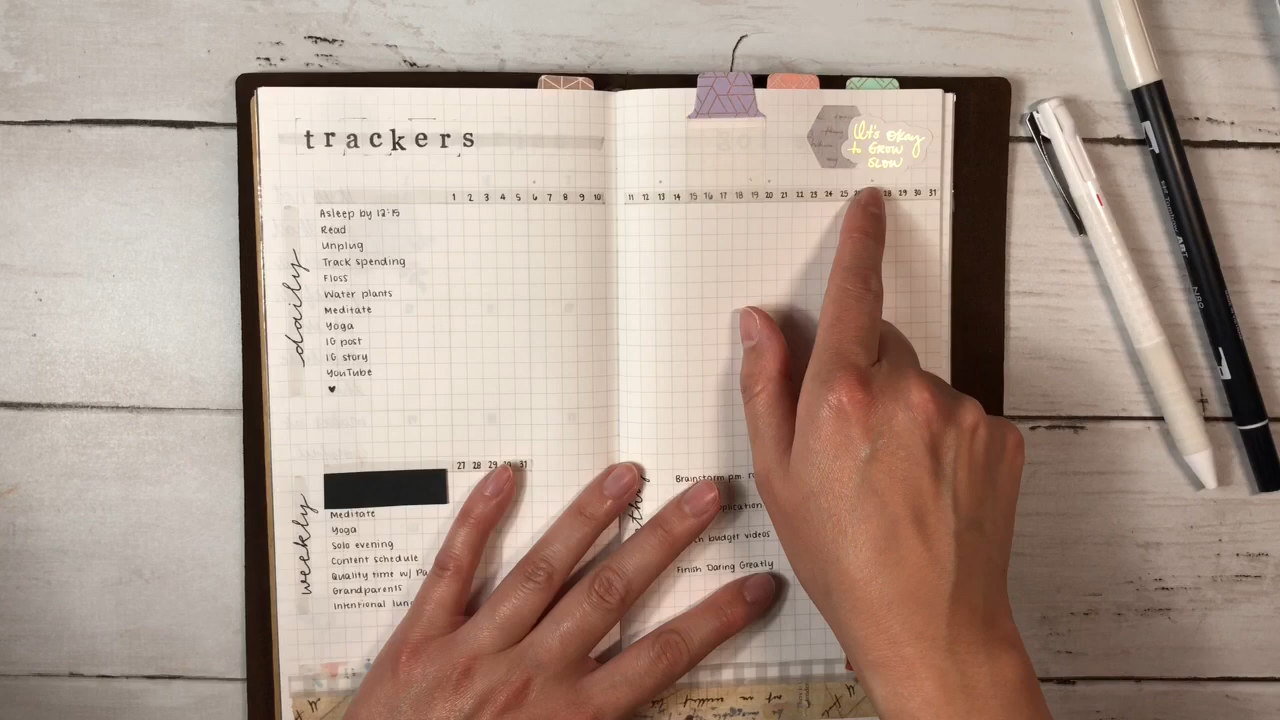 trackers
It's okay
to GROW
SLOW
1 2 3 4 5 6 7 8 9 10 11 12 13 14 15 16 17 18 19 20 21 22 23 24 25 28 29 30 31
daily
Asleep by 12:15
Read
Unplug
Track spending
Floss
Water plants
Meditate
Yoga
IG post
IG story
YouTube
♥
27 28 29 31
weekly
Meditate
Yoga
Solo evening
Content schedule
Quality time w/
Grandparents
Intentional
Brainstorm p.m.
budget videos
Finish Daring Greatly
Tombow ART
N80